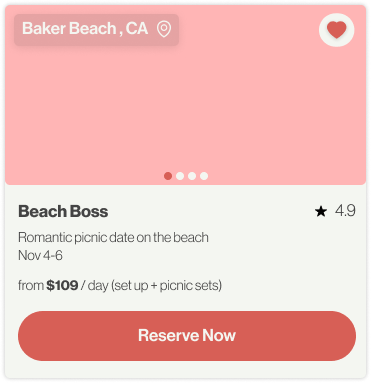 Baker Beach , CA
Beach Boss
4.9
Romantic picnic date on the beach
Nov 4-6
from $109 / day (set up + picnic sets)
Reserve Now